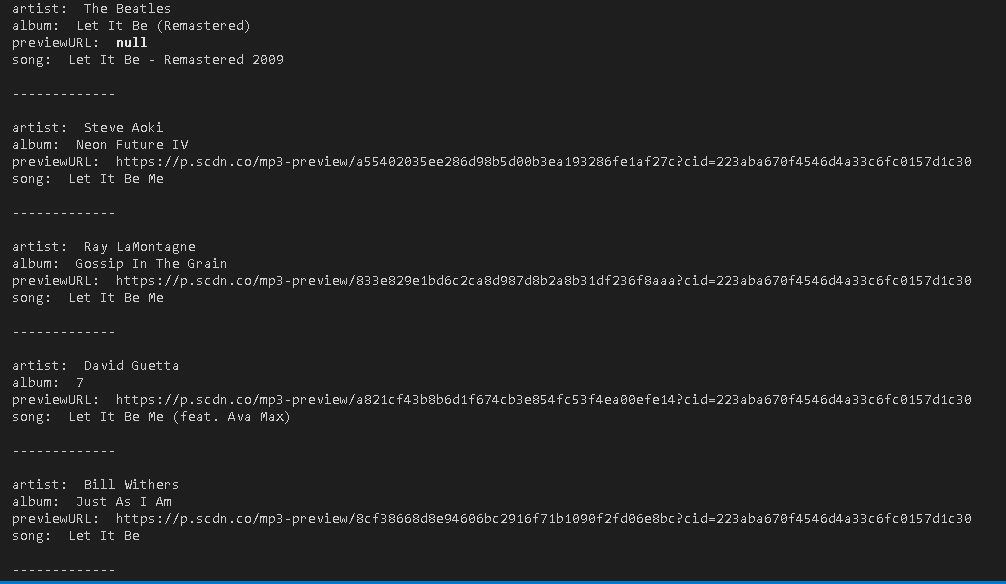 artist:  The Beatles
album:  Let It Be (Remastered)
previewURL:  null
song:  Let It Be - Remastered 2009
-------------
artist:  Steve Aoki
album:  Neon Future IV
previewURL:  https://p.scdn.co/mp3-preview/a55402035ee286d98b5d00b3ea193286fe1af27c?cid=223aba670f4546d4a33c6fc0157d1c30
song:  Let It Be Me
-------------
artist:  Ray LaMontagne
album:  Gossip In The Grain
previewURL:  https://p.scdn.co/mp3-preview/833e829e1bd6c2ca8d987d8b2a8b31df236f8aaa?cid=223aba670f4546d4a33c6fc0157d1c30
song:  Let It Be Me
-------------
artist:  David Guetta
album:  7
previewURL:  https://p.scdn.co/mp3-preview/a821cf43b8b6d1f674cb3e854fc53f4ea00efe14?cid=223aba670f4546d4a33c6fc0157d1c30
song:  Let It Be Me (feat. Ava Max)
-------------
artist:  Bill Withers
album:  Just As I Am
previewURL:  https://p.scdn.co/mp3-preview/8cf38668d8e94606bc2916f71b1090f2fd06e8bc?cid=223aba670f4546d4a33c6fc0157d1c30
song:  Let It Be
-------------